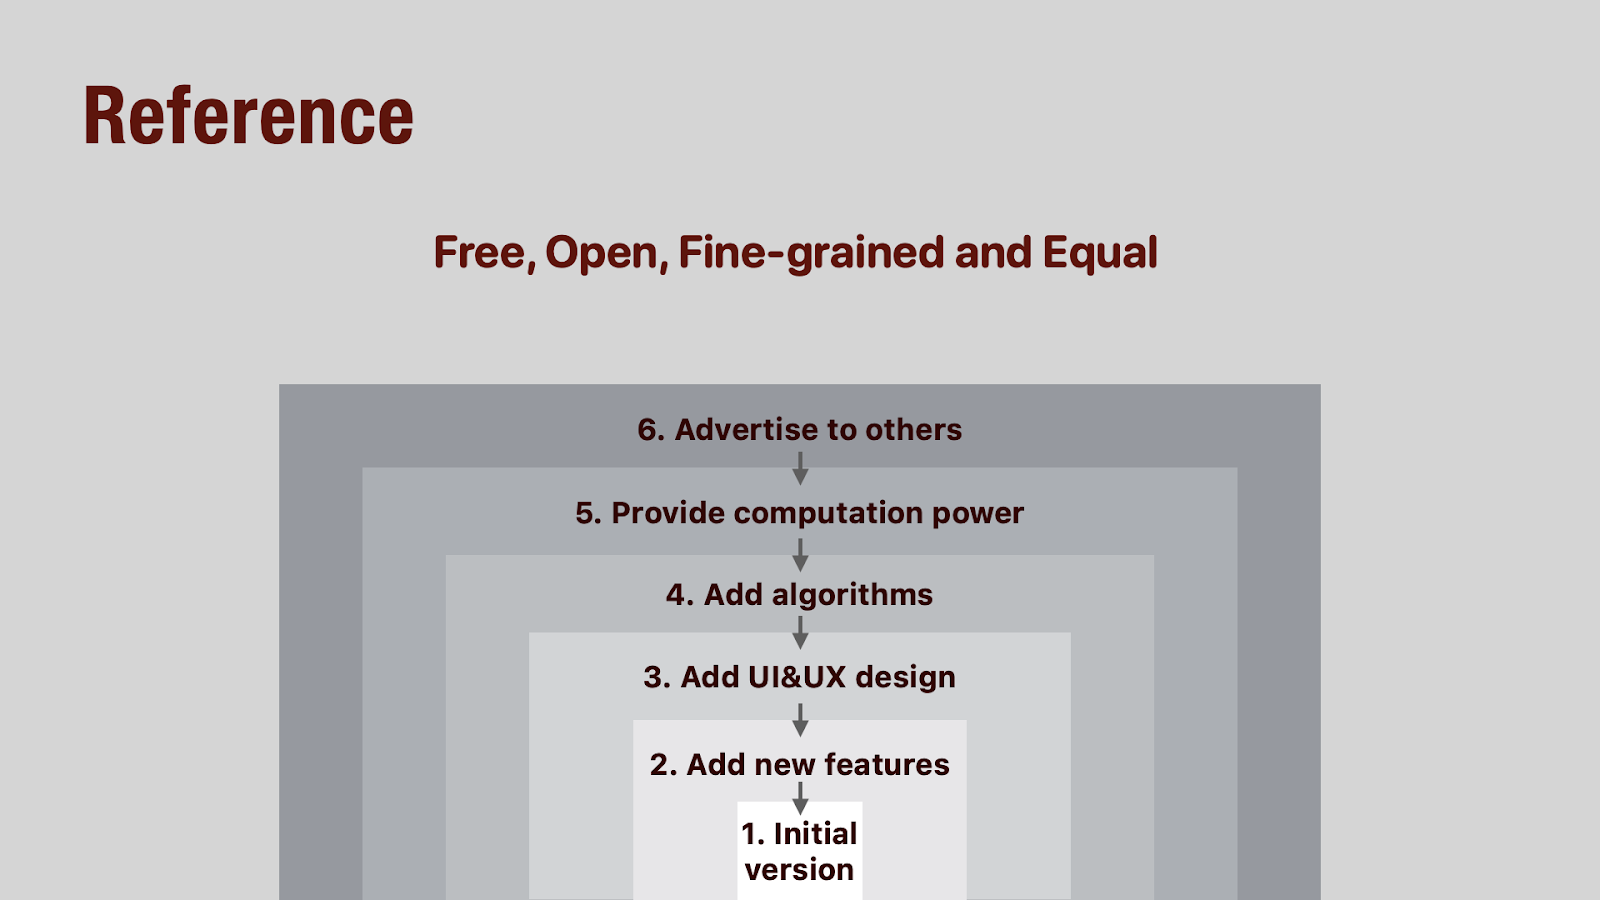 Reference
Free, Open, Fine-grained and Equal
6. Advertise to others
5. Provide computation power
4. Add algorithms
3. Add UI&UX design
2. Add new features
1. Initial
version